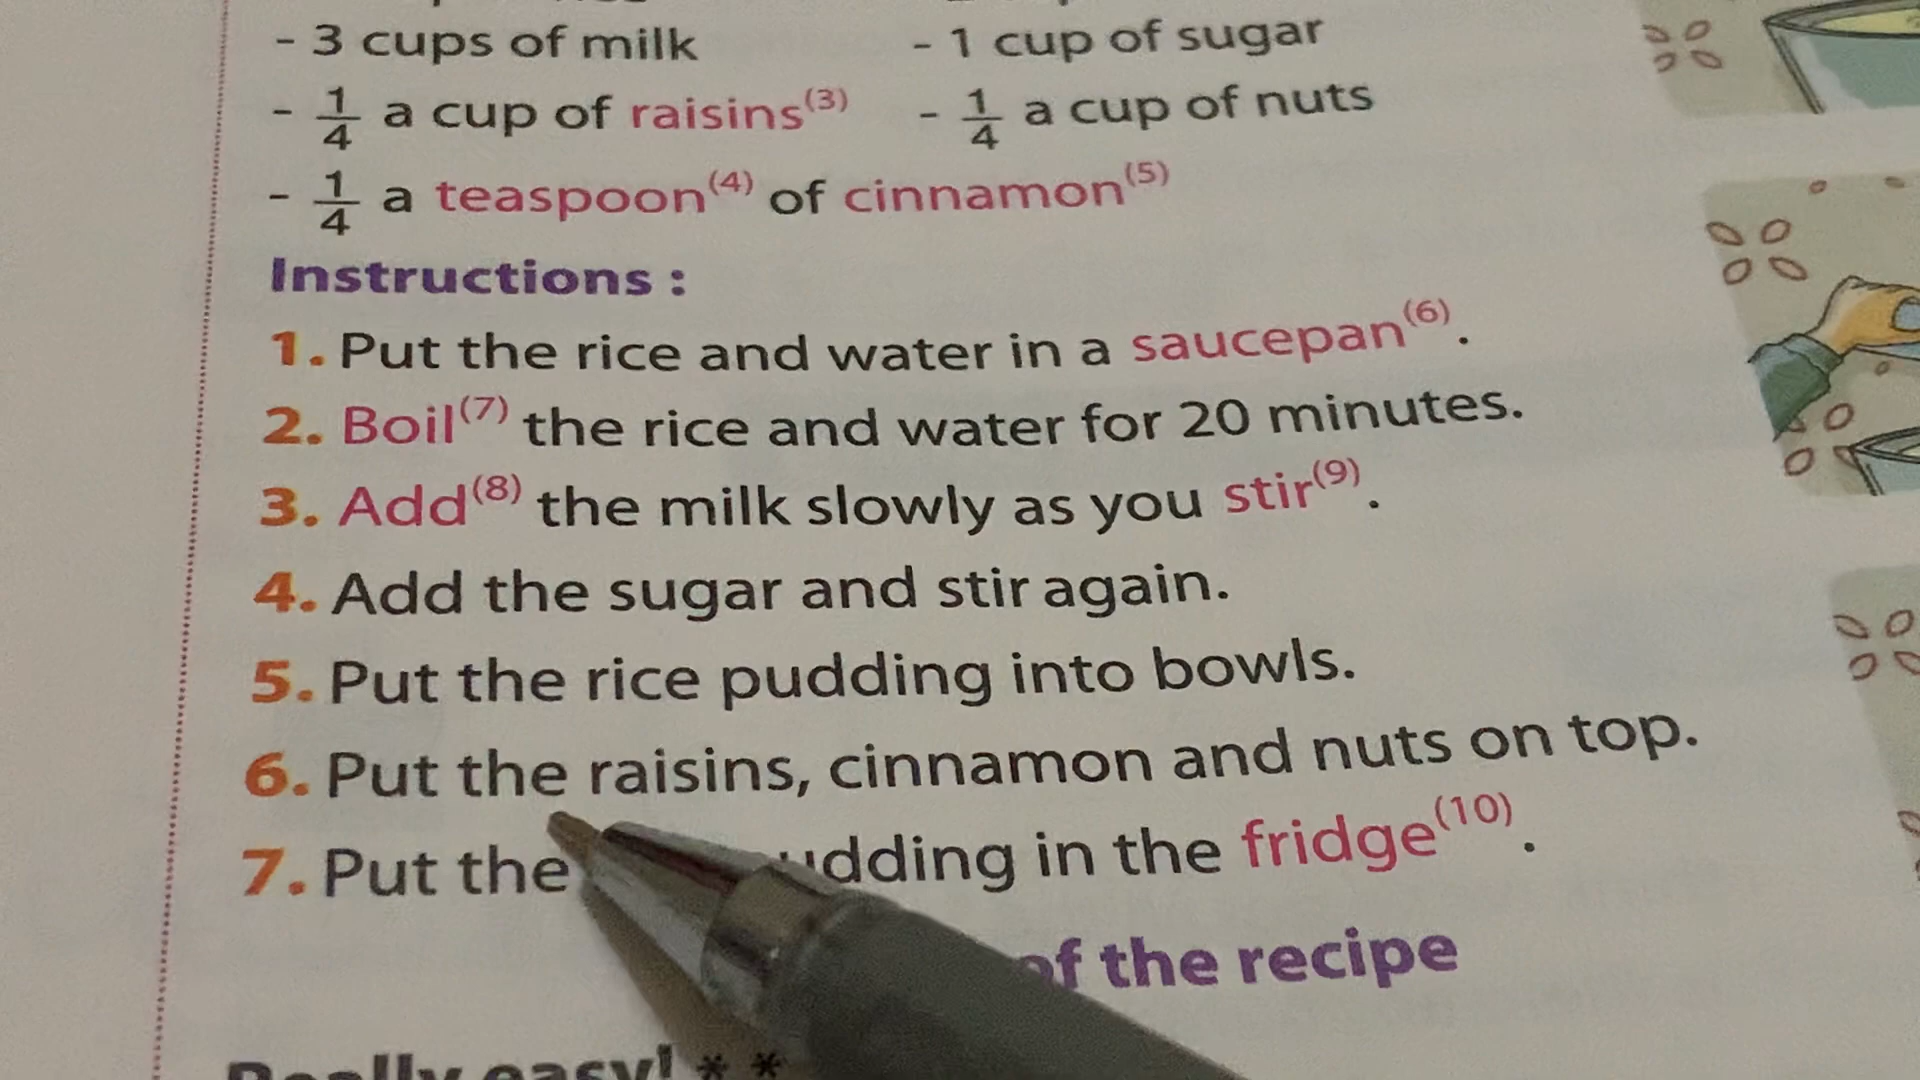 - 3 cups of milk - 1 cup of sugar
- 1/4 a cup of raisins(3) - 1/4 a cup of nuts
- 1/4 a teaspoon(4) of cinnamon(5)
Instructions :
1. Put the rice and water in a saucepan(6).
2. Boil(7) the rice and water for 20 minutes.
3. Add(8) the milk slowly as you stir(9).
4. Add the sugar and stir again.
5. Put the rice pudding into bowls.
6. Put the raisins, cinnamon and nuts on top.
7. Put the udding in the fridge(10).
of the recipe
Really easy! * *